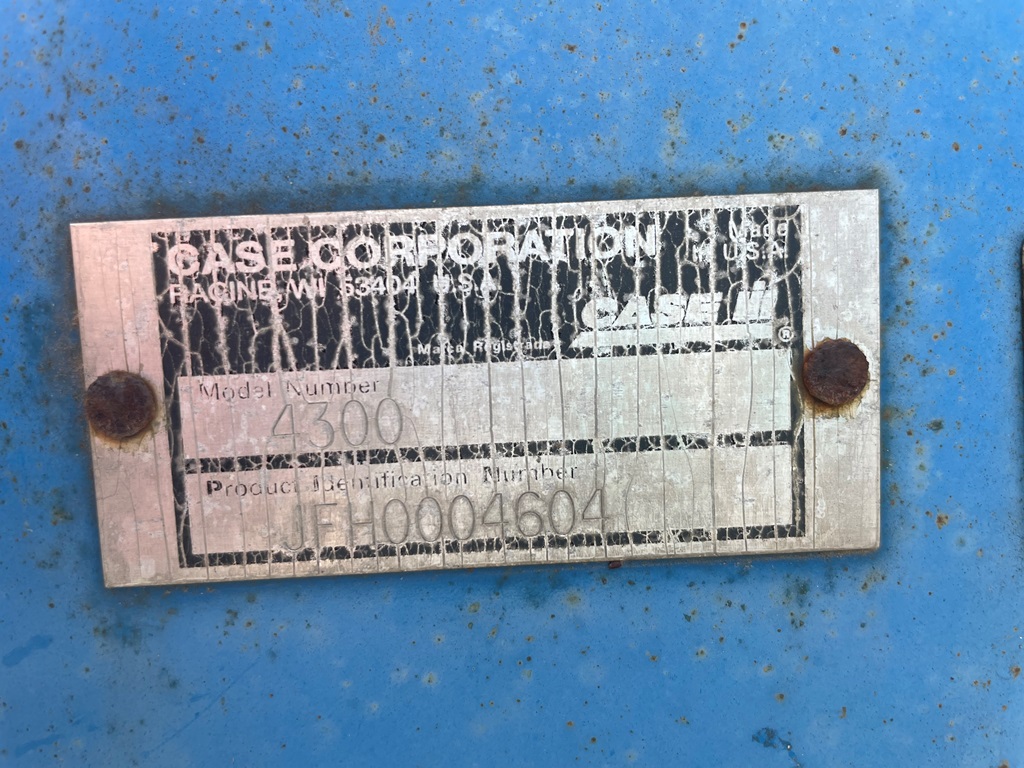 CASE CORPORATION
Made
in U.S.A.
RACINE, WI 53404 U.S.A.
CASE IH ®
Marca Registrada
Model Number
4300
Product Identification Number
JFH0004604